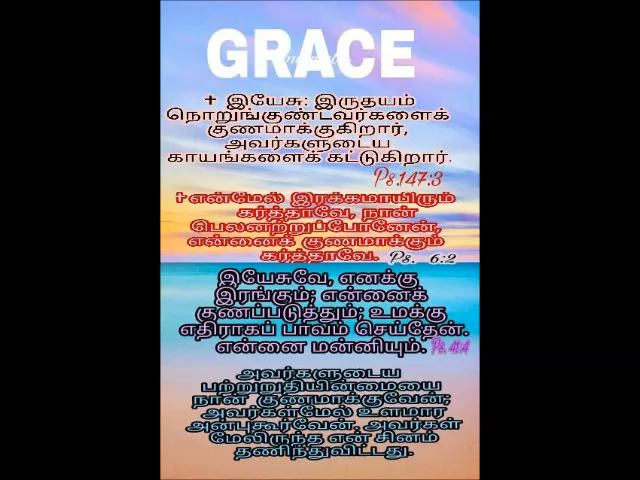 GRACE
✝ இயேசு: இருதயம்
நொறுங்குண்டவர்களைக்
குணமாக்குகிறார்,
அவர்களுடைய
காயங்களைக் கட்டுகிறார்.
Ps.147:3
✝என்மேல் இரக்கமாயிரும்
கர்த்தாவே, நான்
பெலனற்றுப்போனேன்,
என்னைக் குணமாக்கும்
கர்த்தாவே. Ps. 6:2
இயேசுவே, எனக்கு
இரங்கும்; என்னைக்
குணப்படுத்தும்; உமக்கு
எதிராகப் பாவம் செய்தேன்.
என்னை மன்னியும். Ps. 41:4
அவர்களுடைய
பற்றுறுதியின்மையை
நான் குணமாக்குவேன்;
அவர்கள்மேல் உளமார
அன்புகூர்வேன். அவர்கள்
மேலிருந்த என் சினம்
தணிந்துவிட்டது.